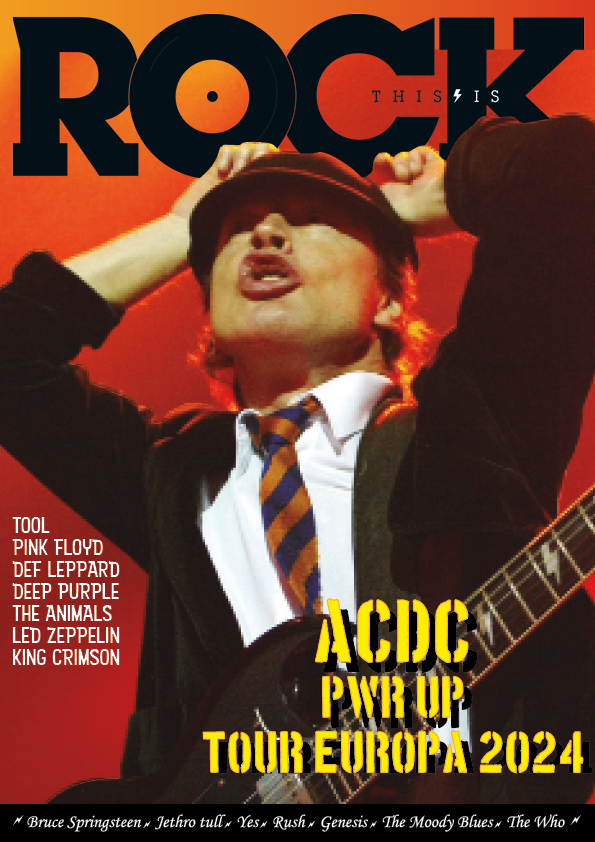 ROCK
THIS IS
TOOL
PINK FLOYD
DEF LEPPARD
DEEP PURPLE
THE ANIMALS
LED ZEPPELIN
KING CRIMSON
ACDC
PWR UP
TOUR EUROPA 2024
Bruce Springsteen Jethro tull Yes Rush Genesis The Moody Blues The Who